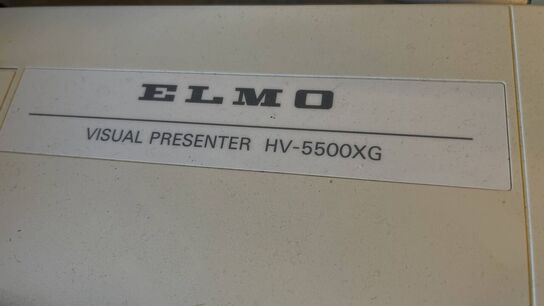 ELMO
VISUAL PRESENTER HV-5500XG